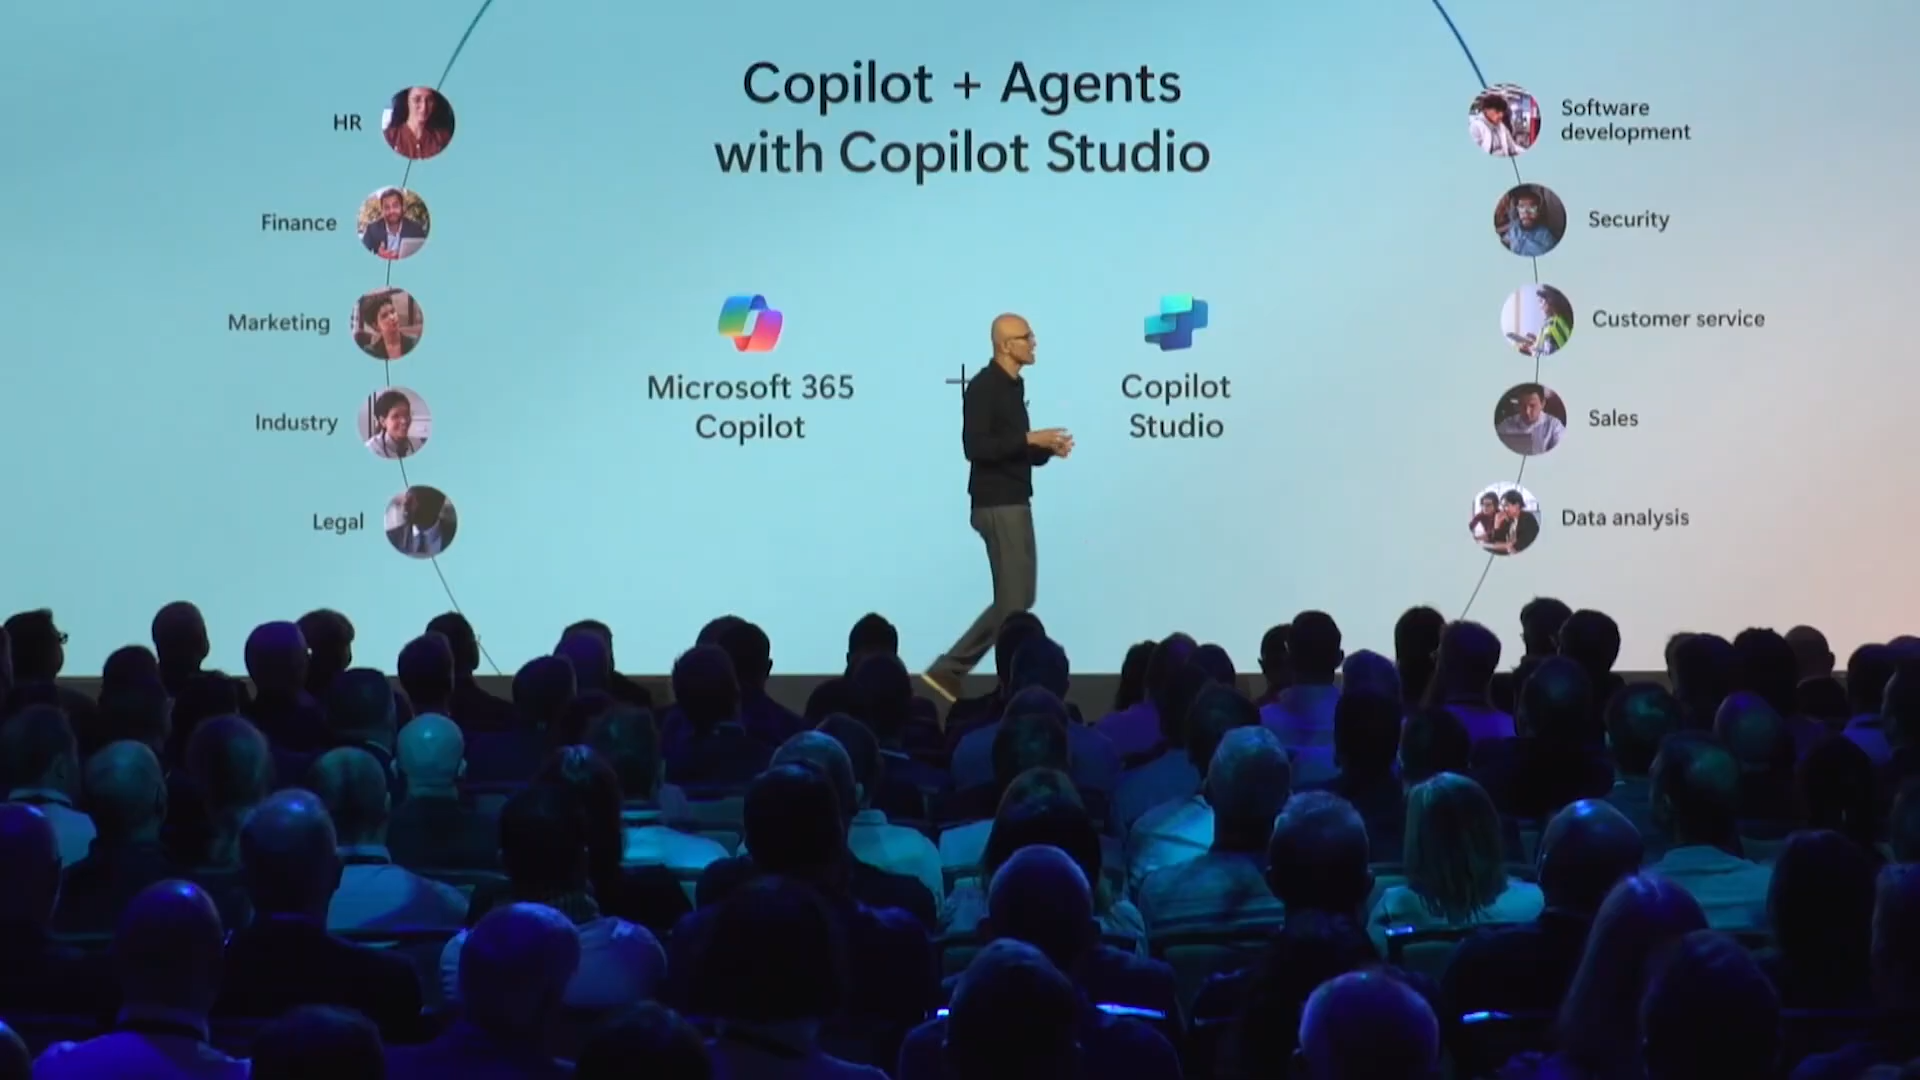 Copilot + Agents
with Copilot Studio
HR
Finance
Marketing
Industry
Legal
Microsoft 365
Copilot
+
Copilot
Studio
Software
development
Security
Customer service
Sales
Data analysis